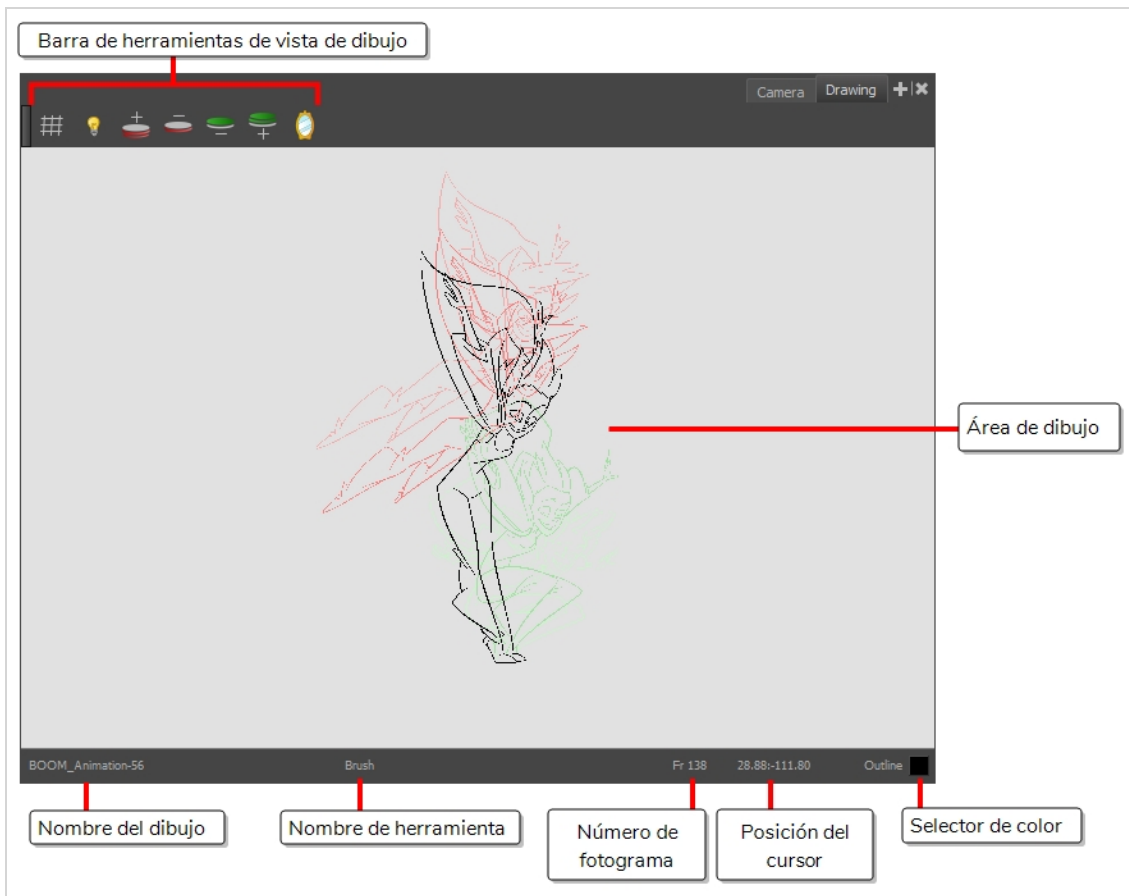 Barra de herramientas de vista de dibujo
Camera
Drawing
Área de dibujo
BOOM_Animation-56
Brush
Fr 138
28.88:-111.80
Outline
Nombre del dibujo
Nombre de herramienta
Número de
fotograma
Posición del
cursor
Selector de color